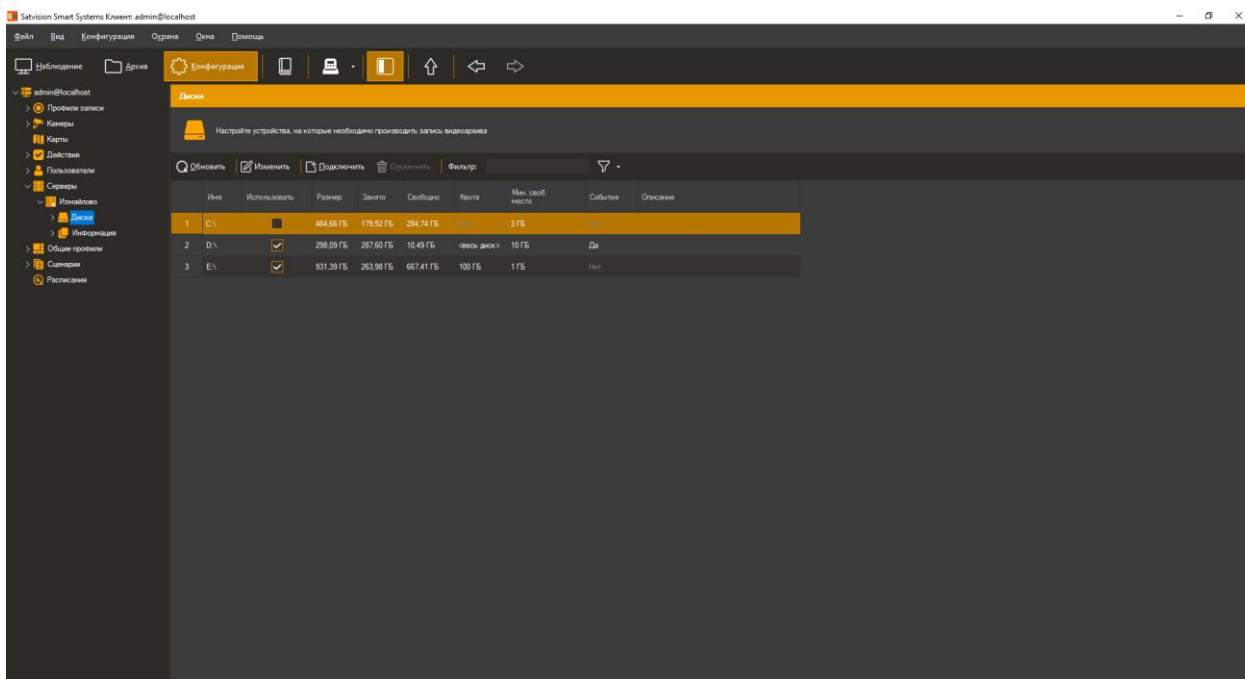 Satvision Smart Systems Клиент: admin@localhost
Файл Вид Конфигурация Охрана Окна Помощь
Наблюдение Архив Конфигурация
admin@localhost
Профили записи
Камеры
Карты
Действия
Пользователи
Серверы
Измайлово
Диски
Информация
Общие профили
Сценарии
Расписания
Диски
Настройте устройства, на которые необходимо производить запись видеоархива
Обновить Изменить Подключить Отключить Фильтр:
Имя Использовать Размер Занято Свободно Квота Мин. своб. место События Описание
1 C:\ 464,66 ГБ 179,92 ГБ 284,74 ГБ 3 ГБ
2 D:\ 298,09 ГБ 287,60 ГБ 10,49 ГБ <весь диск> 10 ГБ Да
3 E:\ 931,39 ГБ 263,98 ГБ 667,41 ГБ 100 ГБ 1 ГБ Нет